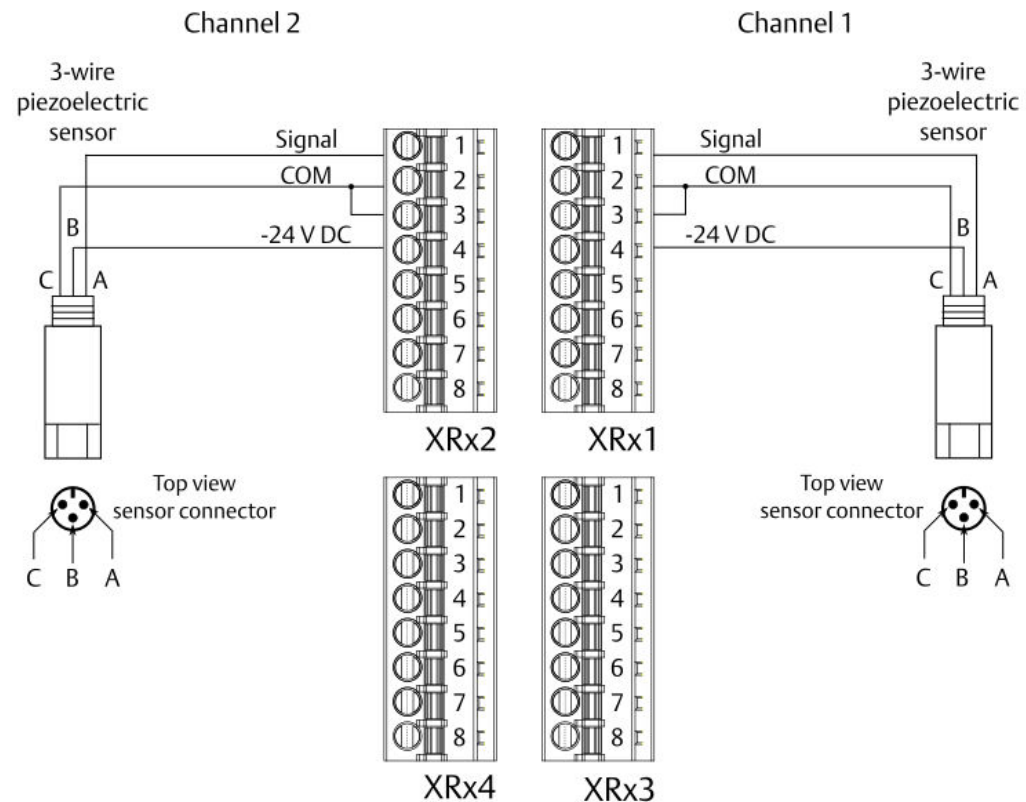 Channel 2
Channel 1
3-wire
piezoelectric
sensor
3-wire
piezoelectric
sensor
Signal
COM
-24 V DC
B
C
A
1
2
3
4
5
6
7
8
XRx2
1
2
3
4
5
6
7
8
XRx1
Signal
COM
-24 V DC
B
C
A
Top view
sensor connector
C B A
1
2
3
4
5
6
7
8
XRx4
1
2
3
4
5
6
7
8
XRx3
Top view
sensor connector
C B A